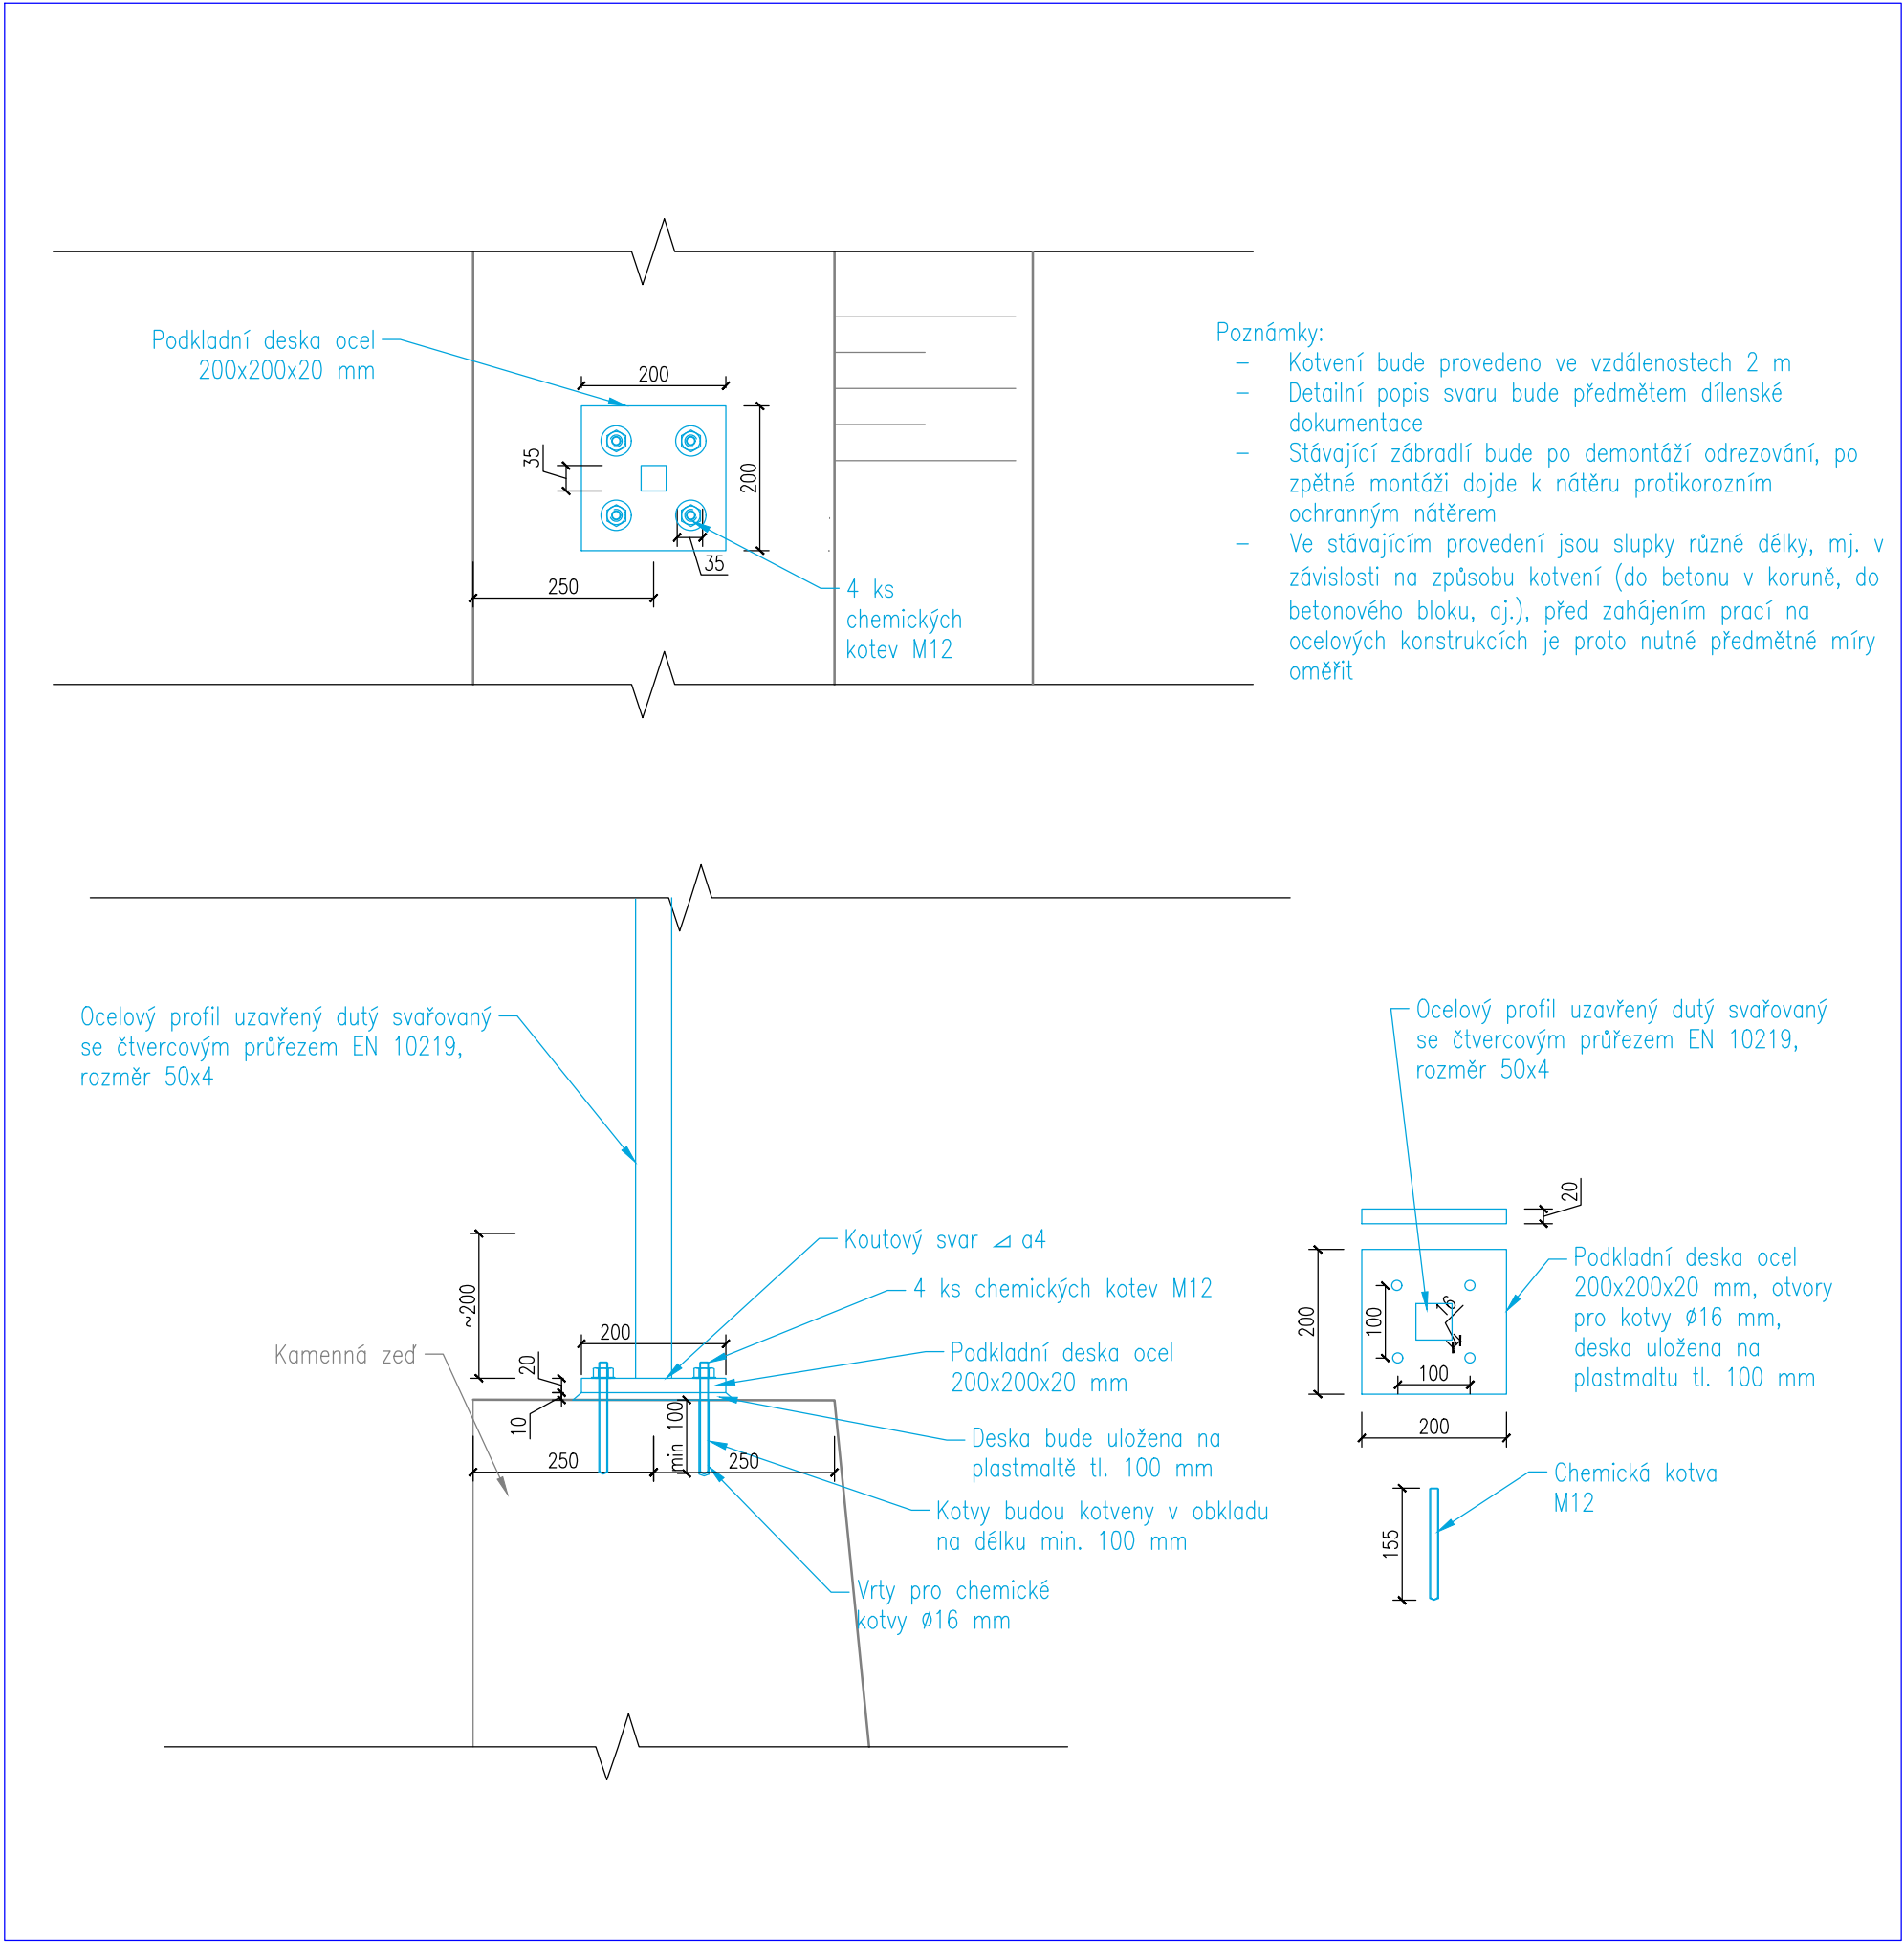 Podkladní deska ocel
200x200x20 mm
200
35
200
35
250
4 ks
chemických
kotev M12
Poznámky:
– Kotvení bude provedeno ve vzdálenostech 2 m
– Detailní popis svaru bude předmětem dílenské
dokumentace
– Stávající zábradlí bude po demontáží odrezování, po
zpětné montáži dojde k nátěru protikorozním
ochranným nátěrem
– Ve stávajícím provedení jsou slupky různé délky, mj. v
závislosti na způsobu kotvení (do betonu v koruně, do
betonového bloku, aj.), před zahájením prací na
ocelových konstrukcích je proto nutné předmětné míry
oměřit
Ocelový profil uzavřený dutý svařovaný
se čtvercovým průřezem EN 10219,
rozměr 50x4
Kamenná zeď
~200
200
20
10
250
min 100
250
Koutový svar ⊿ a4
4 ks chemických kotev M12
Podkladní deska ocel
200x200x20 mm
Deska bude uložena na
plastmaltě tl. 100 mm
Kotvy budou kotveny v obkladu
na délku min. 100 mm
Vrty pro chemické
kotvy ø16 mm
Ocelový profil uzavřený dutý svařovaný
se čtvercovým průřezem EN 10219,
rozměr 50x4
20
200
100
16
100
200
Podkladní deska ocel
200x200x20 mm, otvory
pro kotvy ø16 mm,
deska uložena na
plastmaltu tl. 100 mm
155
Chemická kotva
M12